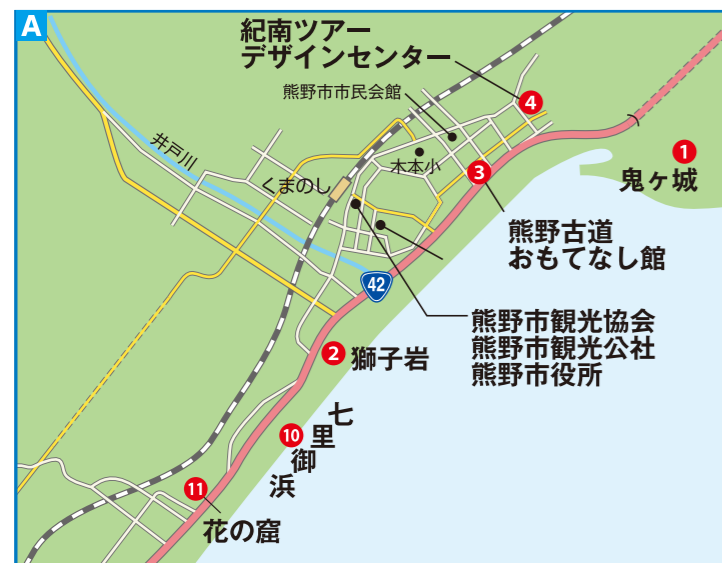 A
紀南ツアー
デザインセンター
熊野市市民会館
4
井戸川
木本小
1
鬼ヶ城
くまのし
3
熊野古道
おもてなし館
42
熊野市観光協会
熊野市観光公社
熊野市役所
2 獅子岩
10
七里御浜
11
花の窟